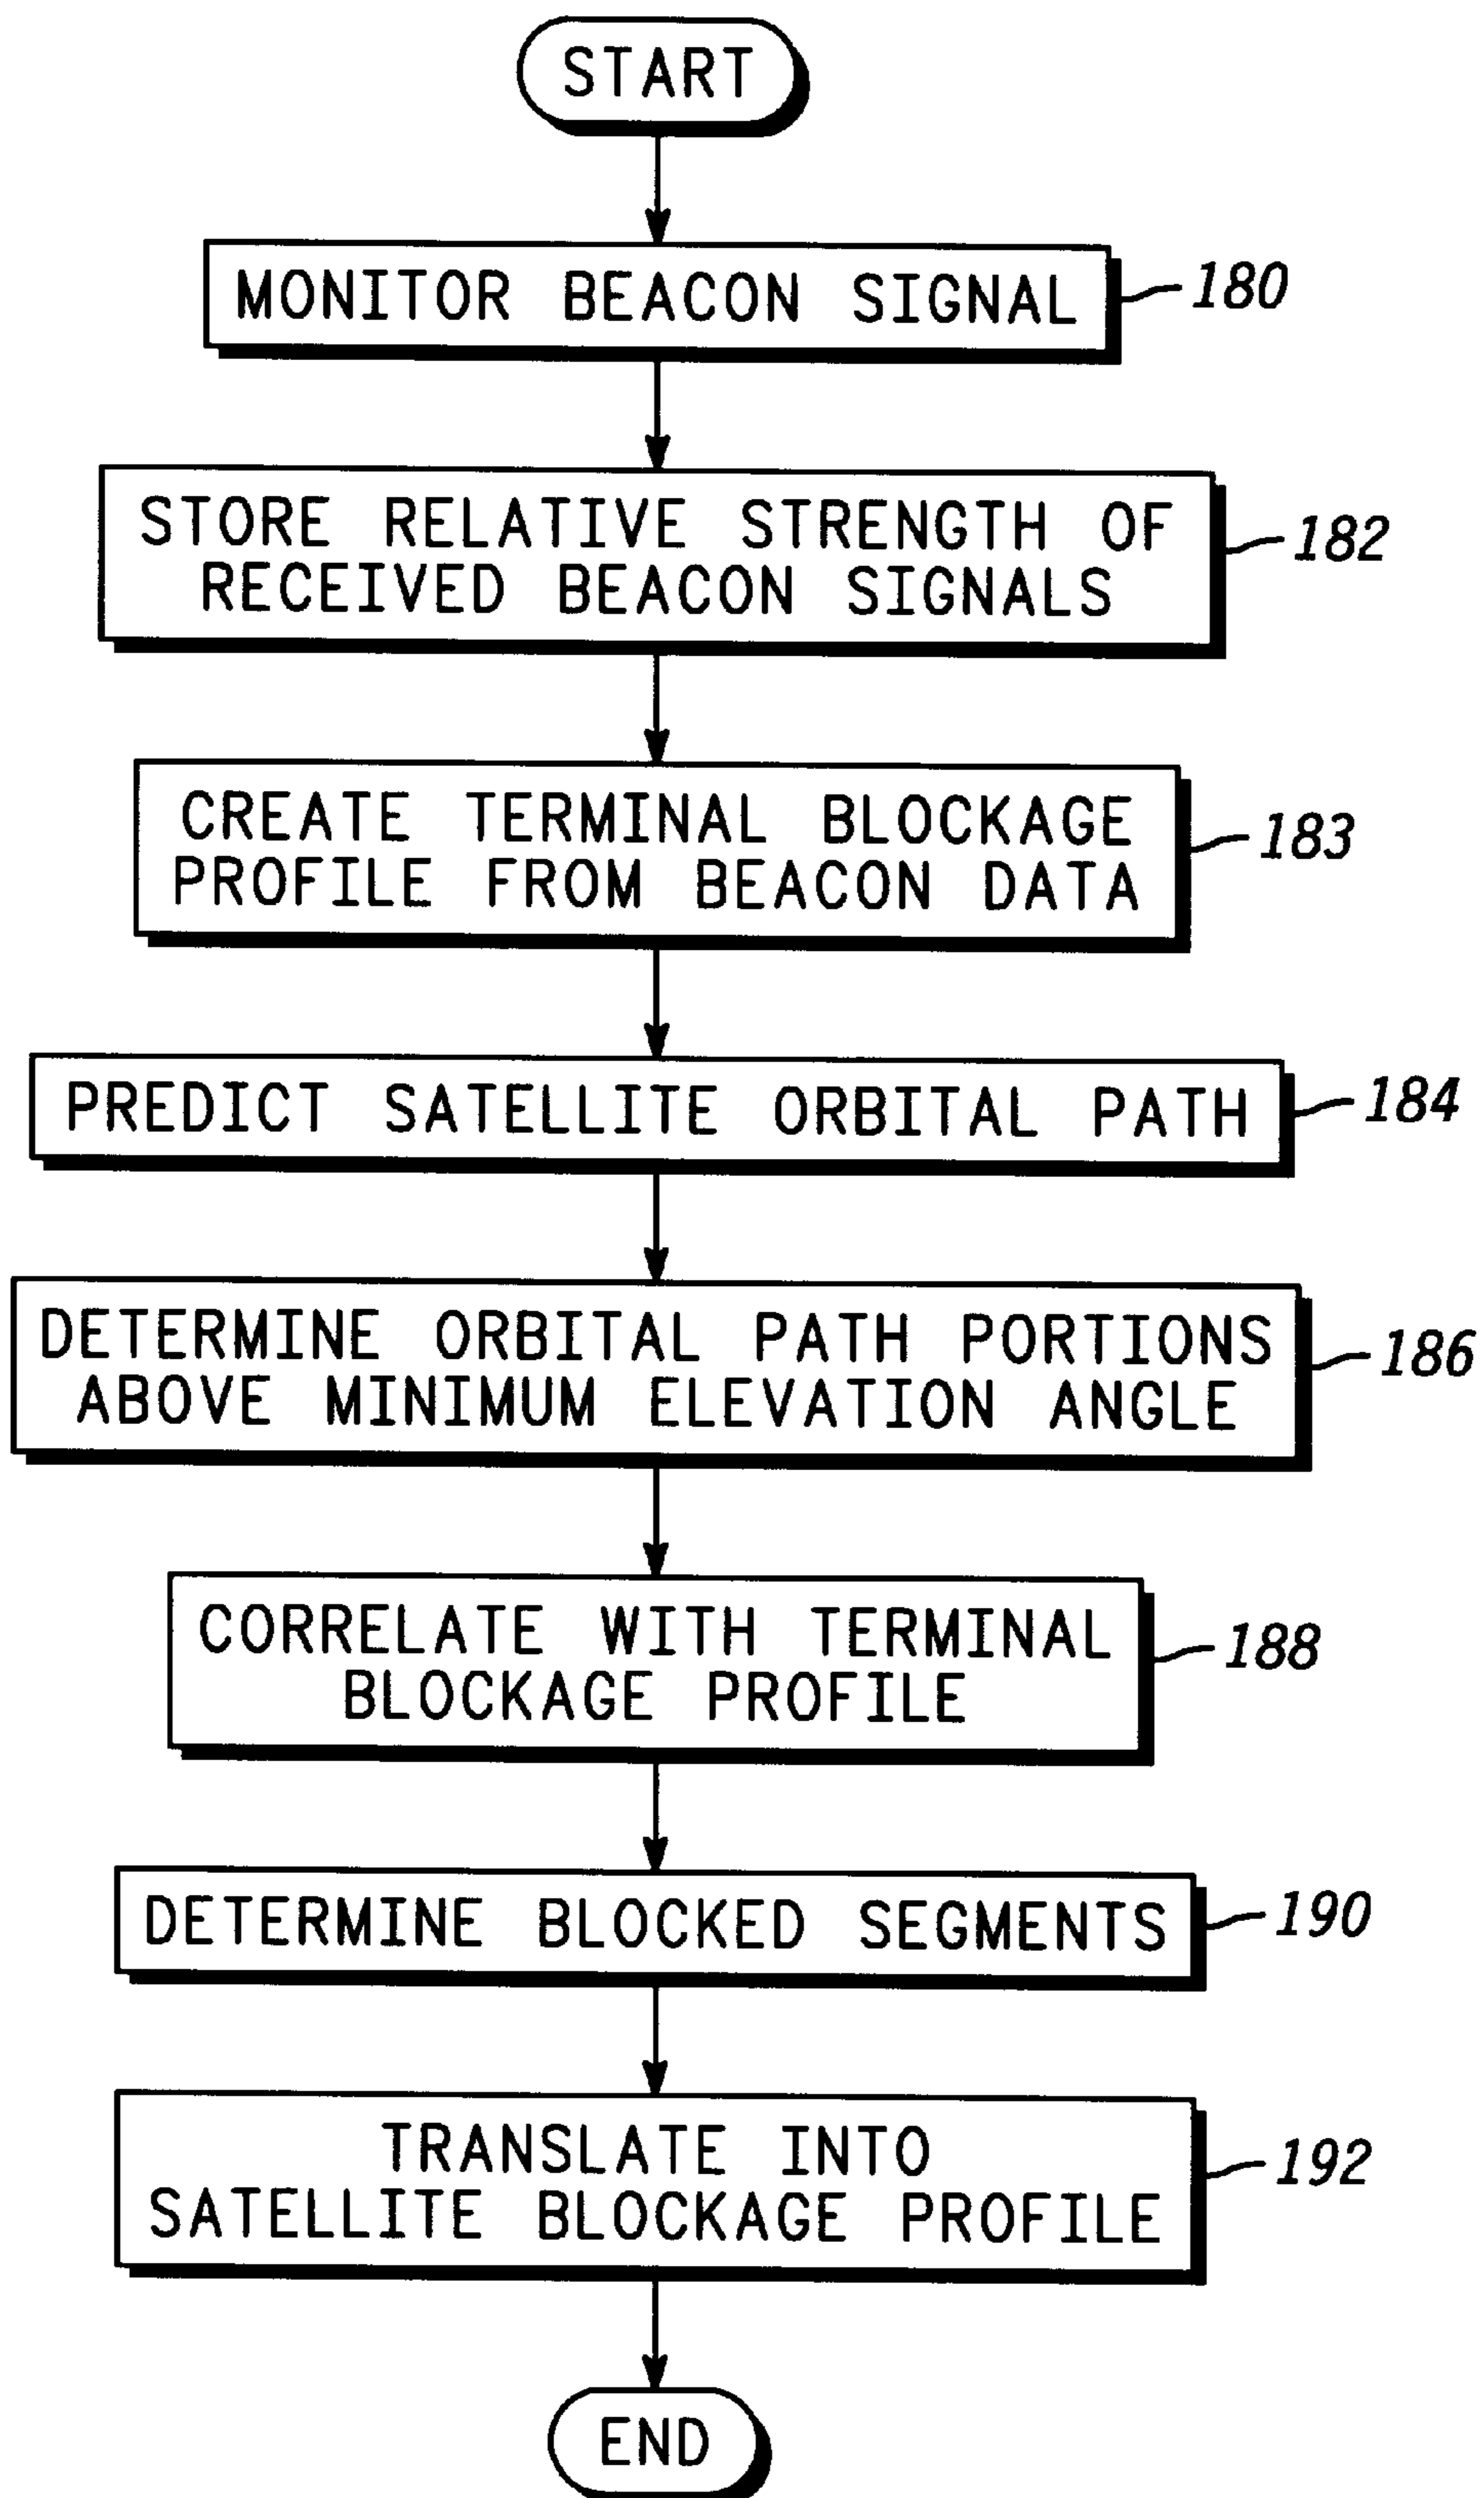 START
MONITOR BEACON SIGNAL
180
STORE RELATIVE STRENGTH OF
RECEIVED BEACON SIGNALS
182
CREATE TERMINAL BLOCKAGE
PROFILE FROM BEACON DATA
183
PREDICT SATELLITE ORBITAL PATH
184
DETERMINE ORBITAL PATH PORTIONS
ABOVE MINIMUM ELEVATION ANGLE
186
CORRELATE WITH TERMINAL
BLOCKAGE PROFILE
188
DETERMINE BLOCKED SEGMENTS
190
TRANSLATE INTO
SATELLITE BLOCKAGE PROFILE
192
END